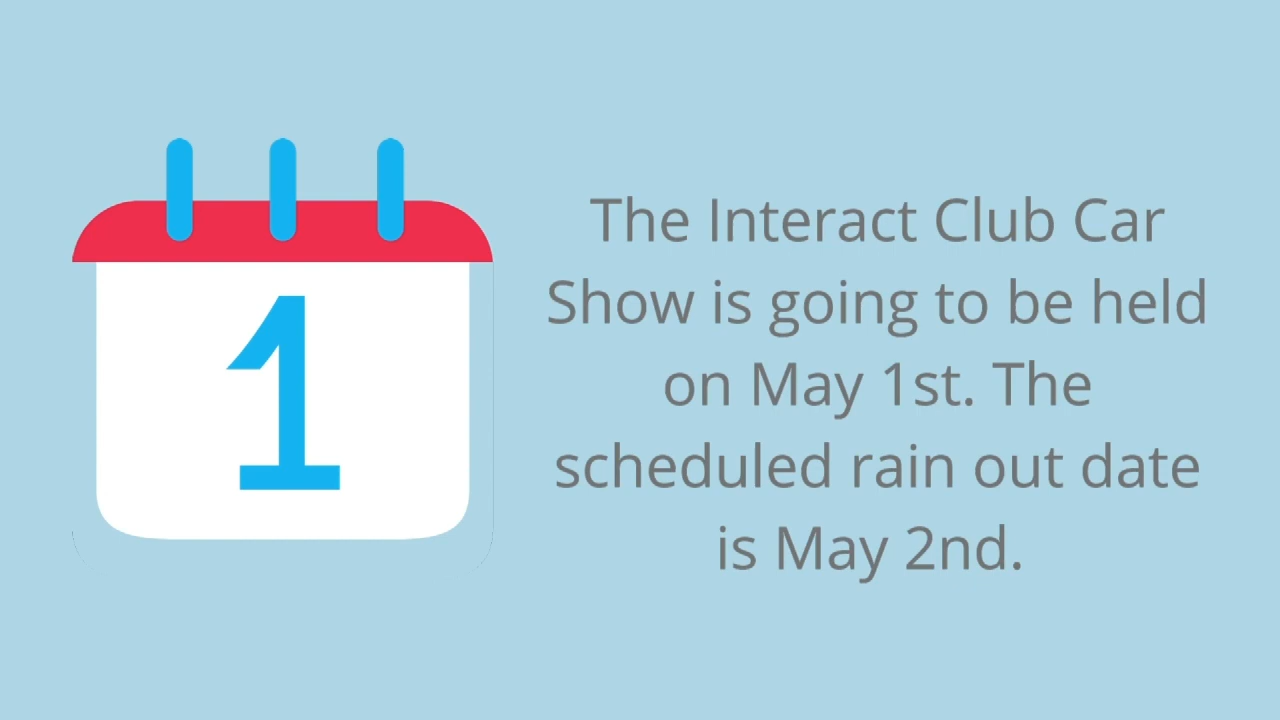 1
The Interact Club Car
Show is going to be held
on May 1st. The
scheduled rain out date
is May 2nd.